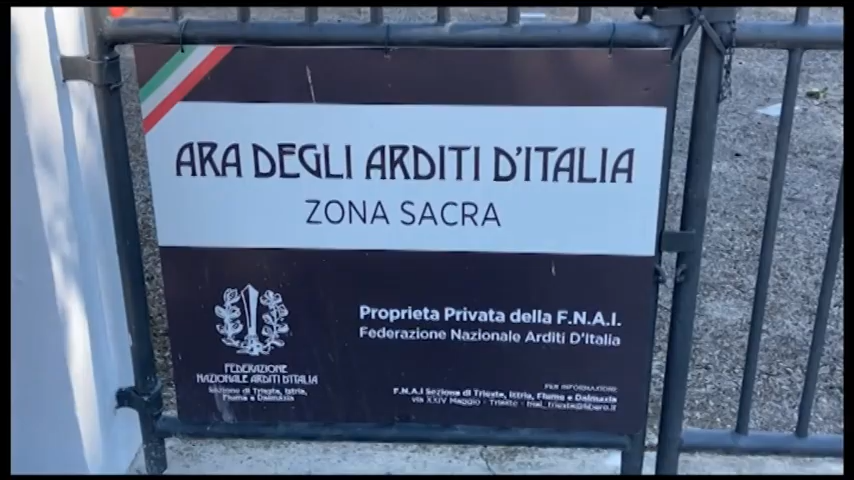 ARA DEGLI ARDITI D'ITALIA
ZONA SACRA
Proprieta Privata della F.N.A.I.
Federazione Nazionale Arditi D'Italia
FEDERAZIONE
NAZIONALE ARDITI D'ITALIA
Sezione di Trieste, Istria,
Fiume e Dalmazia
PER INFORMAZIONI
F.N.A.I Sezione di Trieste, Istria, Fiume e Dalmazia
via XXIV Maggio - Trieste -